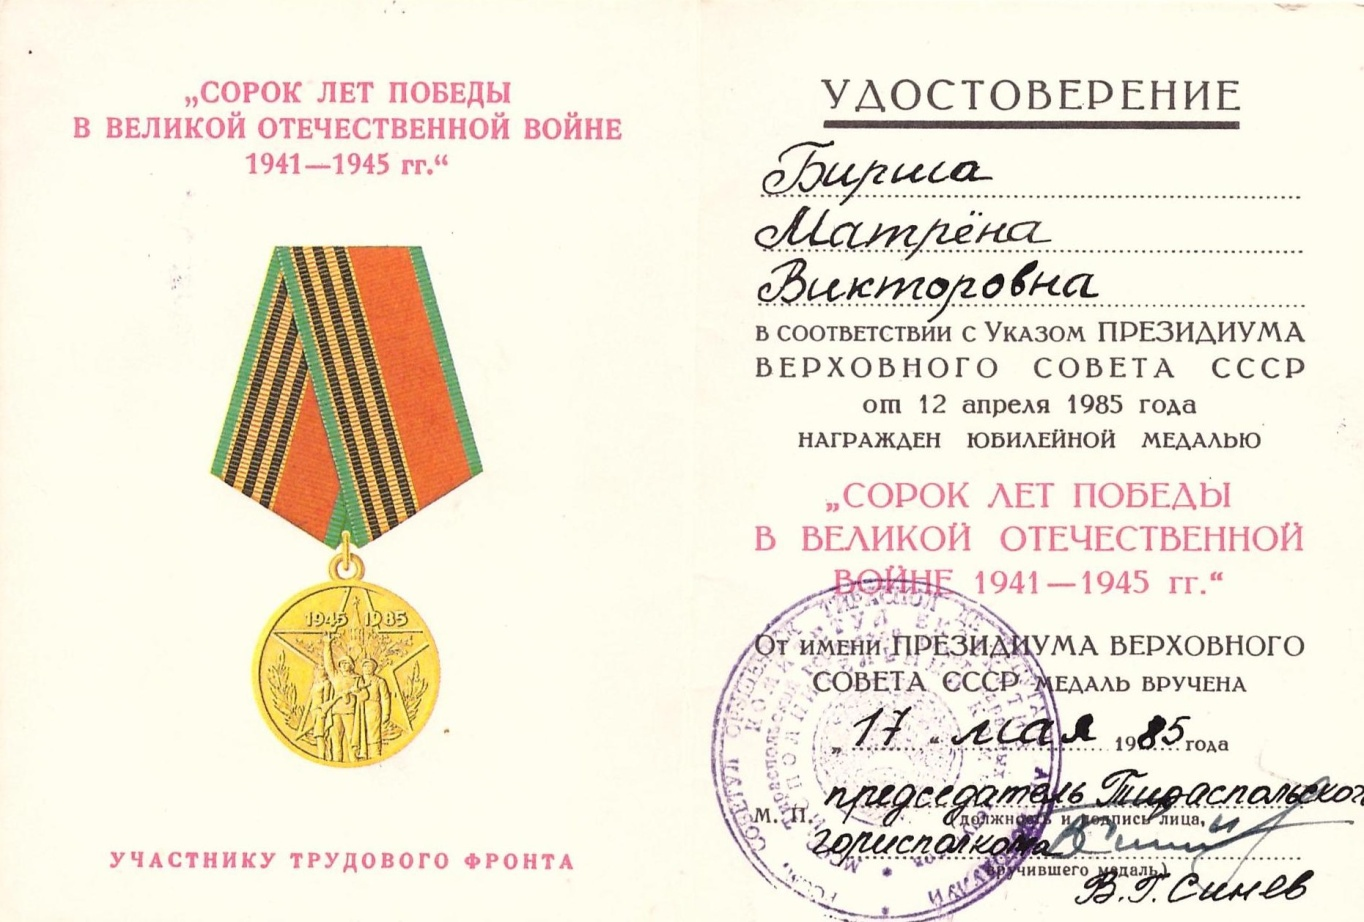 „СОРОК ЛЕТ ПОБЕДЫ
В ВЕЛИКОЙ ОТЕЧЕСТВЕННОЙ ВОЙНЕ
1941—1945 гг.“
1945 1985
УЧАСТНИКУ ТРУДОВОГО ФРОНТА
УДОСТОВЕРЕНИЕ
Бирша
Матрёна
Викторовна
в соответствии с Указом ПРЕЗИДИУМА
ВЕРХОВНОГО СОВЕТА СССР
от 12 апреля 1985 года
награжден юбилейной медалью
„СОРОК ЛЕТ ПОБЕДЫ
В ВЕЛИКОЙ ОТЕЧЕСТВЕННОЙ
ВОЙНЕ 1941—1945 гг.“
От имени ПРЕЗИДИУМА ВЕРХОВНОГО
СОВЕТА СССР медаль вручена
„17“ мая 1985 года
председатель Тираспольского
М. П. (должность и подпись лица,
горисполкома
вручившего медаль)
В.Г. Синев